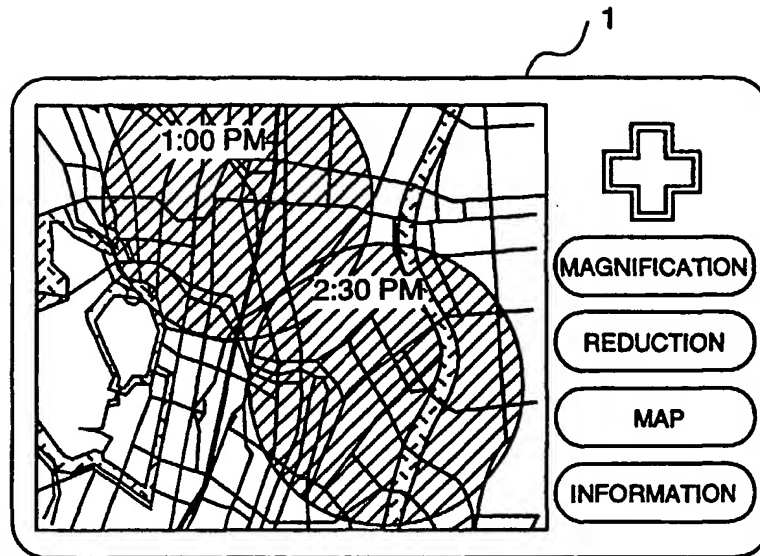 1
1:00 PM
2:30 PM
MAGNIFICATION
REDUCTION
MAP
INFORMATION